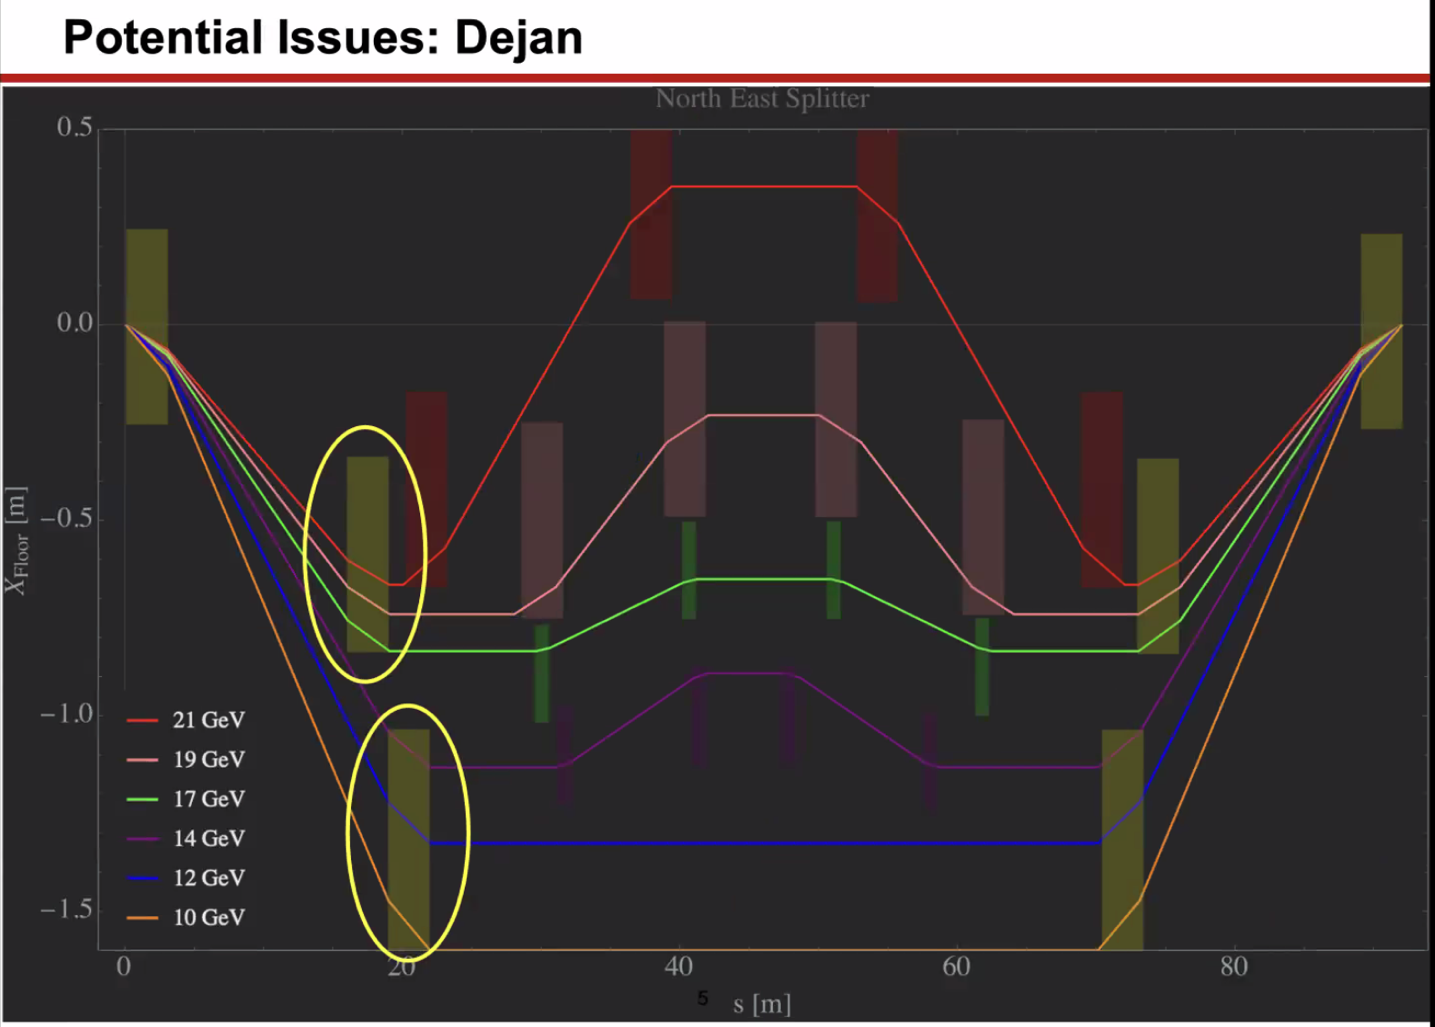 Potential Issues: Dejan
North East Splitter
0.5
0.0
−0.5
−1.0
−1.5
X_Floor [m]
21 GeV
19 GeV
17 GeV
14 GeV
12 GeV
10 GeV
0 20 40 60 80
5
s [m]